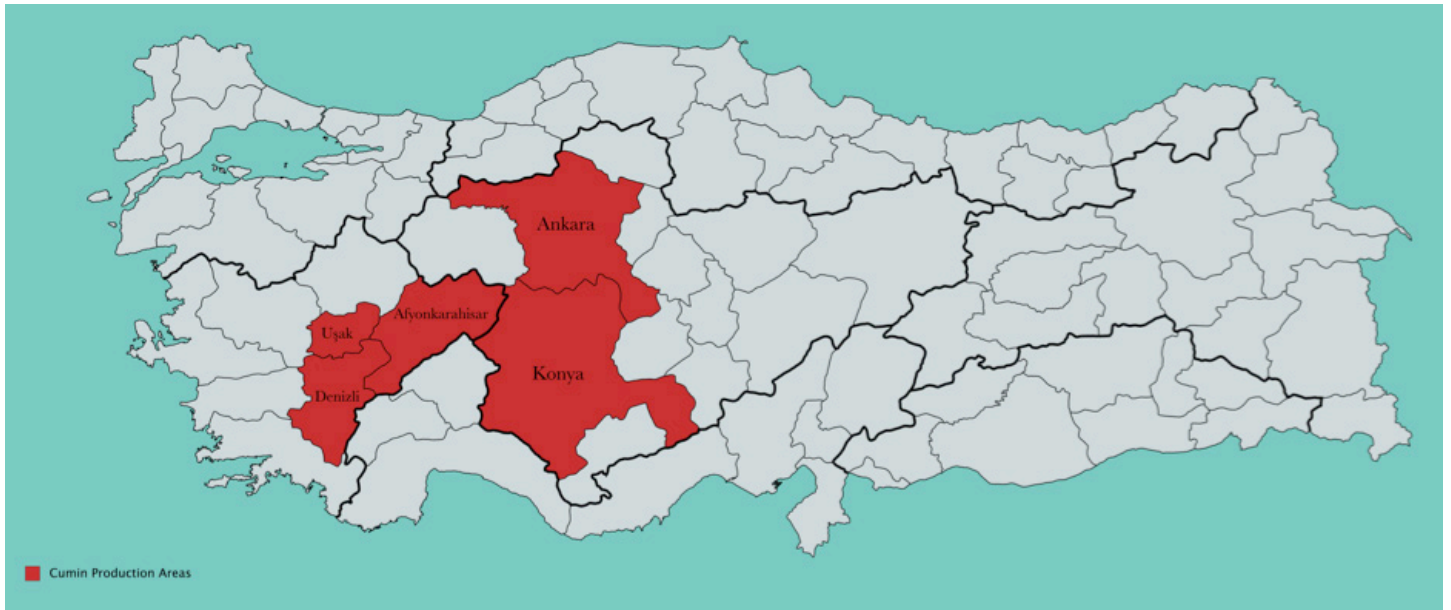 Ankara
Afyonkarahisar
Uşak
Konya
Denizli
Cumin Production Areas